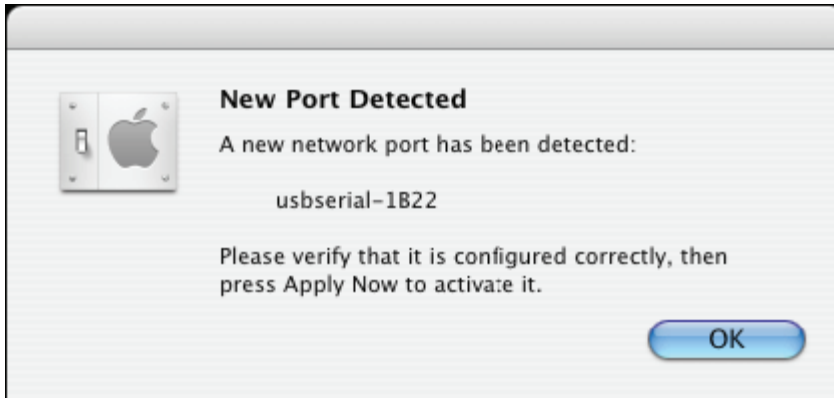 New Port Detected
A new network port has been detected:
usbserial-1B22
Please verify that it is configured correctly, then
press Apply Now to activate it.
OK